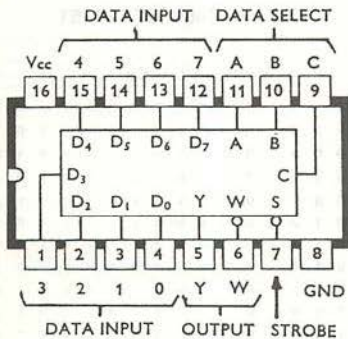 DATA INPUT DATA SELECT
Vcc 4 5 6 7 A B C
16 15 14 13 12 11 10 9
D4 D5 D6 D7 A B
D3 C
D2 D1 D0 Y W S
1 2 3 4 5 6 7 8
3 2 1 0 Y W GND
DATA INPUT OUTPUT STROBE